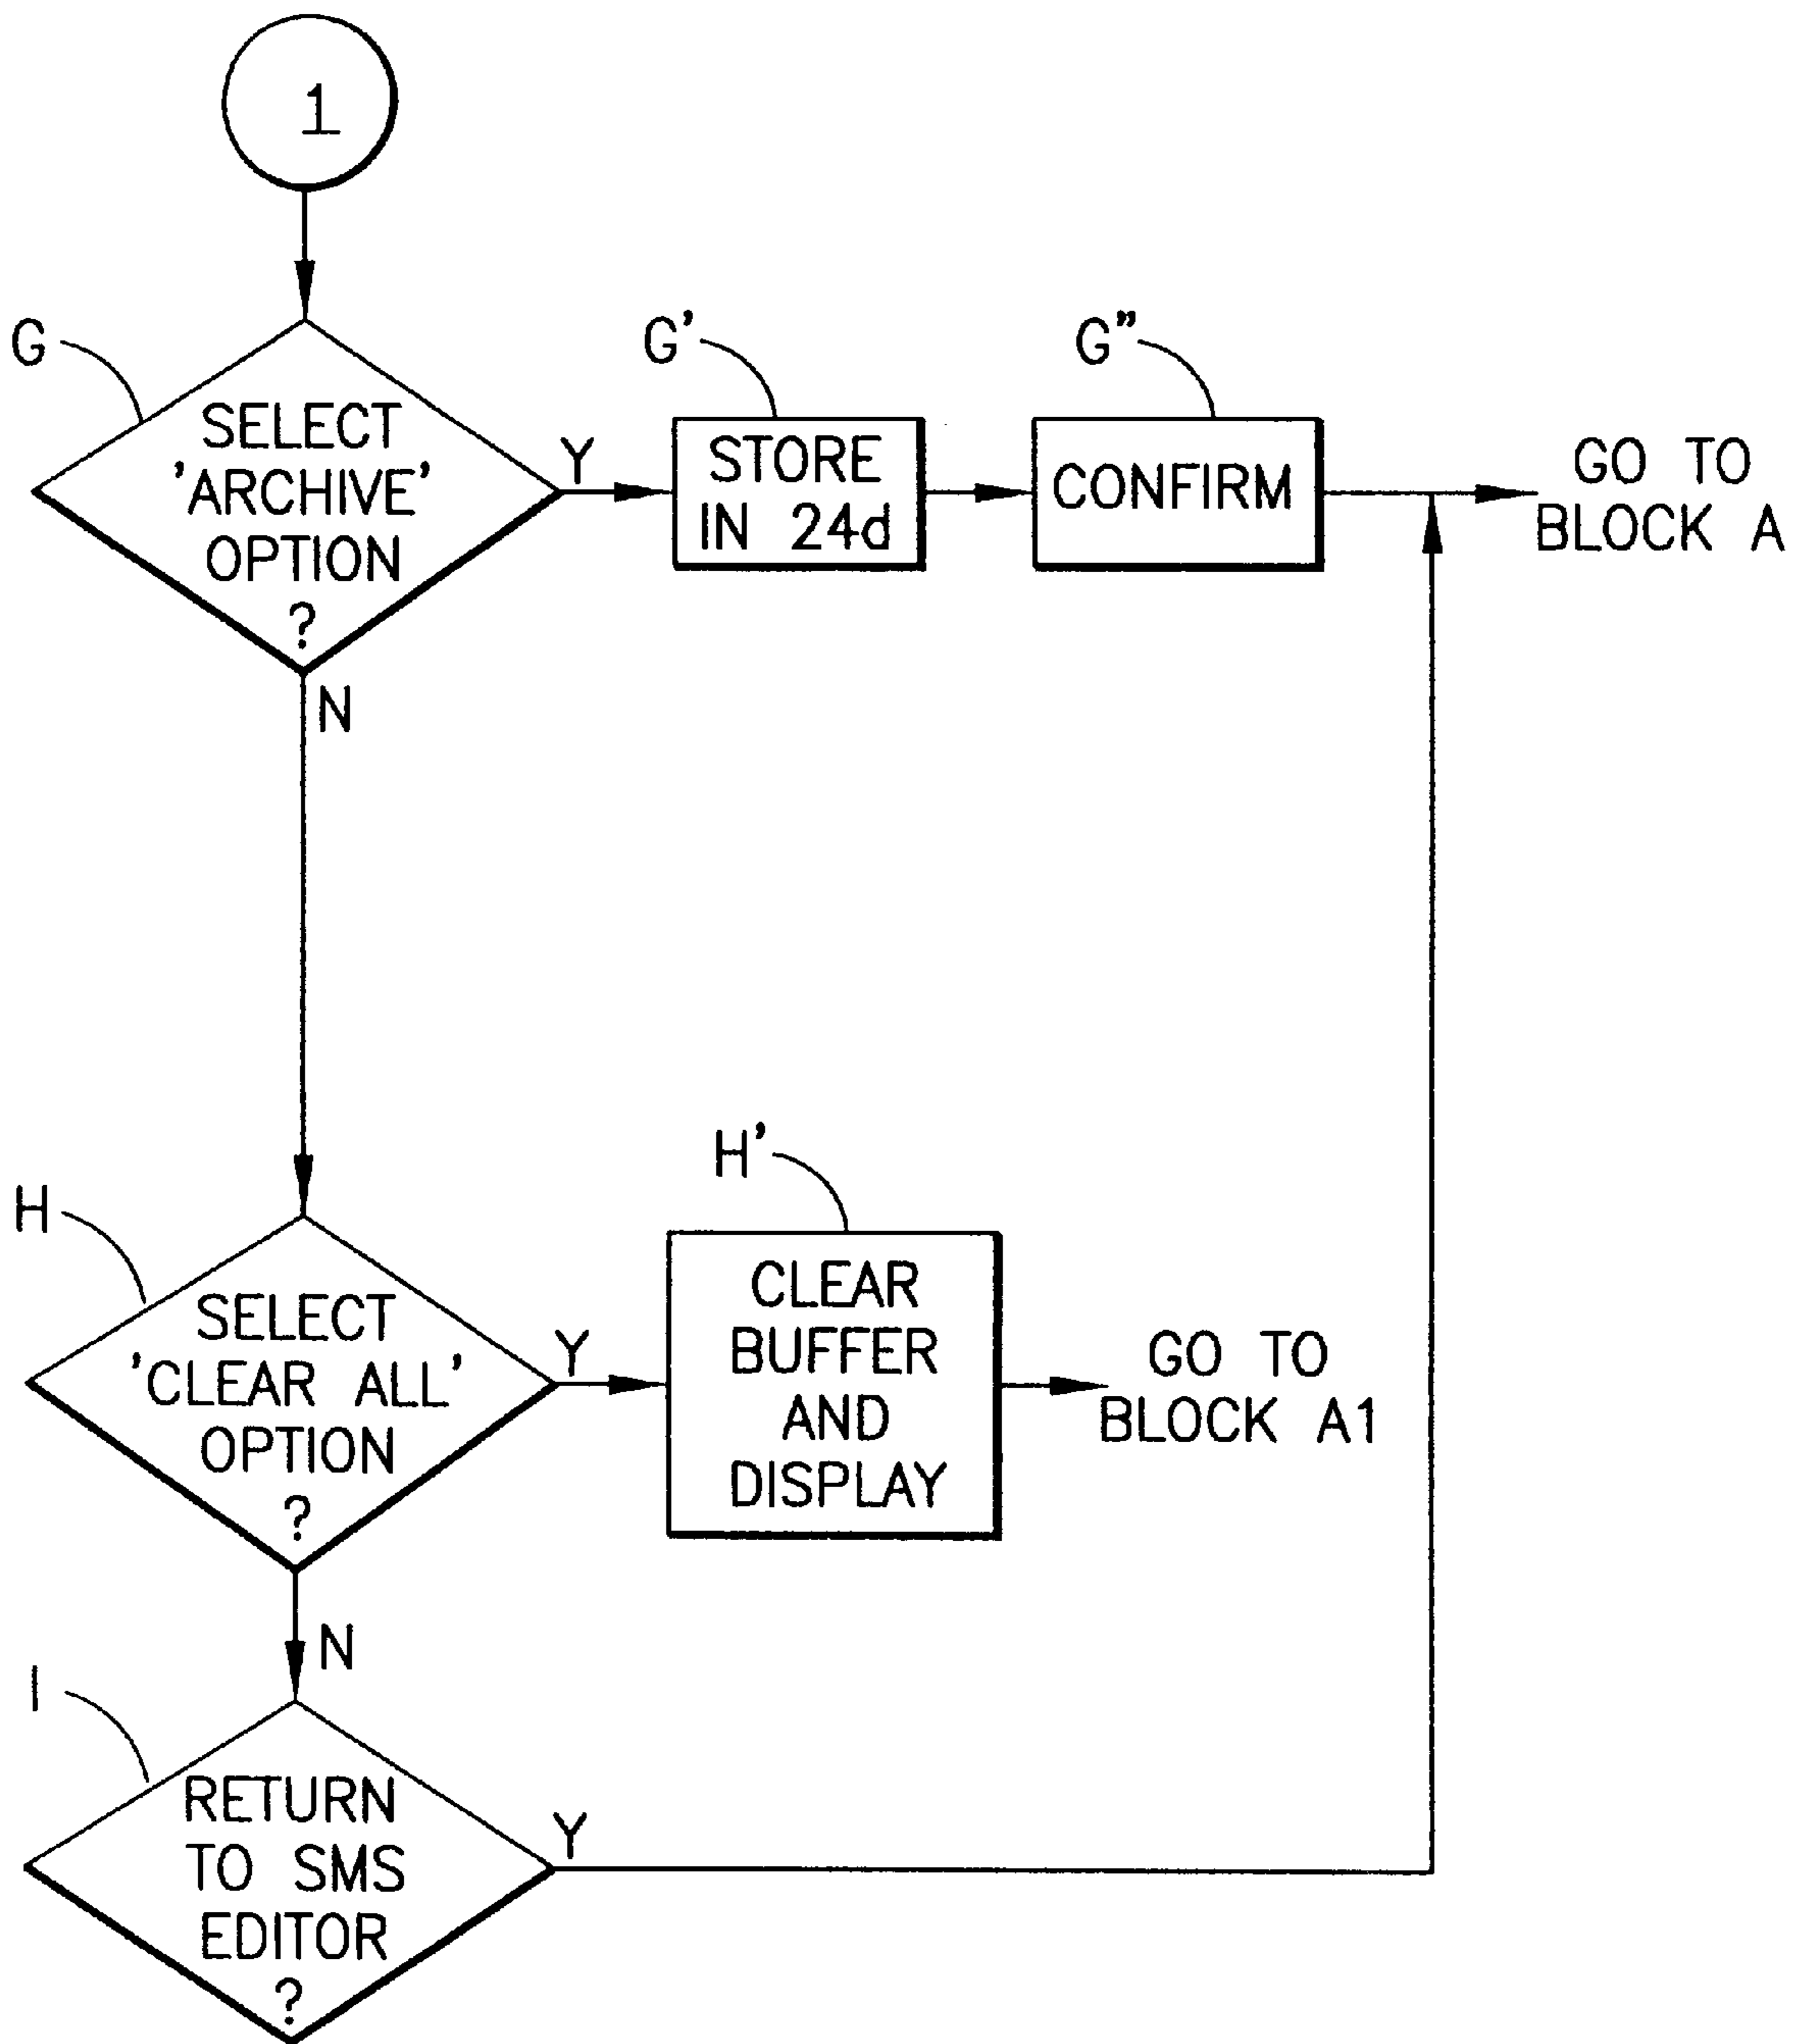 1
G
SELECT
'ARCHIVE'
OPTION
?
Y
N
G'
STORE
IN 24d
G"
CONFIRM
GO TO
BLOCK A
H
SELECT
'CLEAR ALL'
OPTION
?
Y
N
H'
CLEAR
BUFFER
AND
DISPLAY
GO TO
BLOCK A1
I
RETURN
TO SMS
EDITOR
?
Y